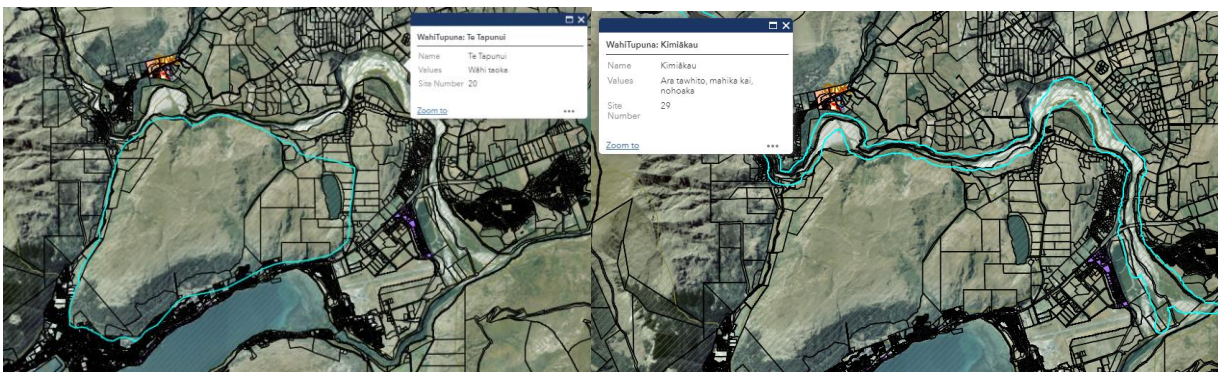 WahiTupuna: Te Tapunui
Name Te Tapunui
Values Wāhi taoka
Site Number 20
Zoom to
WahiTupuna: Kimiākau
Name Kimiākau
Values Ara tawhito, mahika kai,
nohoaka
Site 29
Number
Zoom to